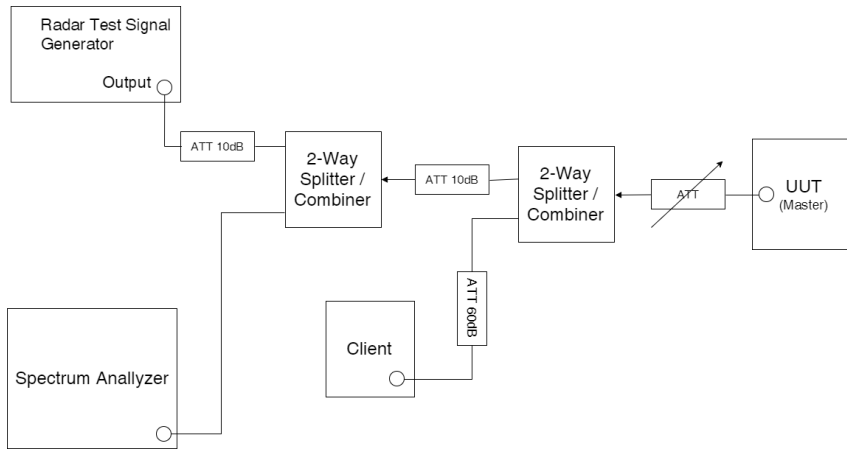 Radar Test Signal
Generator
Output
ATT 10dB
2-Way
Splitter /
Combiner
ATT 10dB
2-Way
Splitter /
Combiner
ATT
UUT
(Master)
ATT 60dB
Client
Spectrum Anallyzer